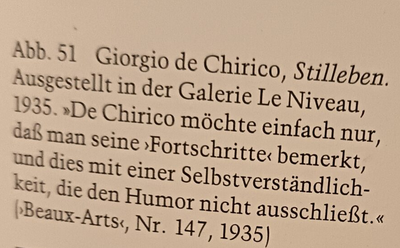 Abb. 51 Giorgio de Chirico, Stilleben.
Ausgestellt in der Galerie Le Niveau,
1935. »De Chirico möchte einfach nur,
daß man seine ›Fortschritte‹ bemerkt,
und dies mit einer Selbstverständlich-
keit, die den Humor nicht ausschließt.«
(›Beaux-Arts‹, Nr. 147, 1935)